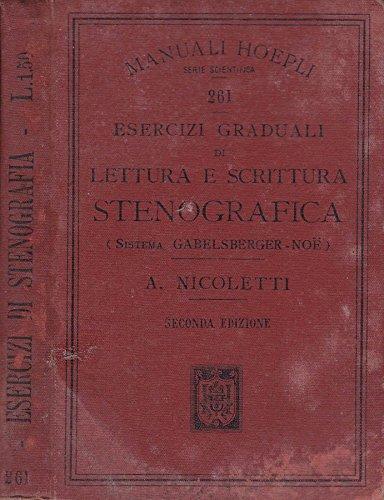 MANUALI HOEPLI
SERIE SCIENTIFICA
261
ESERCIZI GRADUALI
DI
LETTURA E SCRITTURA
STENOGRAFICA
(SISTEMA GABELSBERGER-NOË)
A. NICOLETTI
SECONDA EDIZIONE
ESERCIZI DI STENOGRAFIA - L.1.50
261